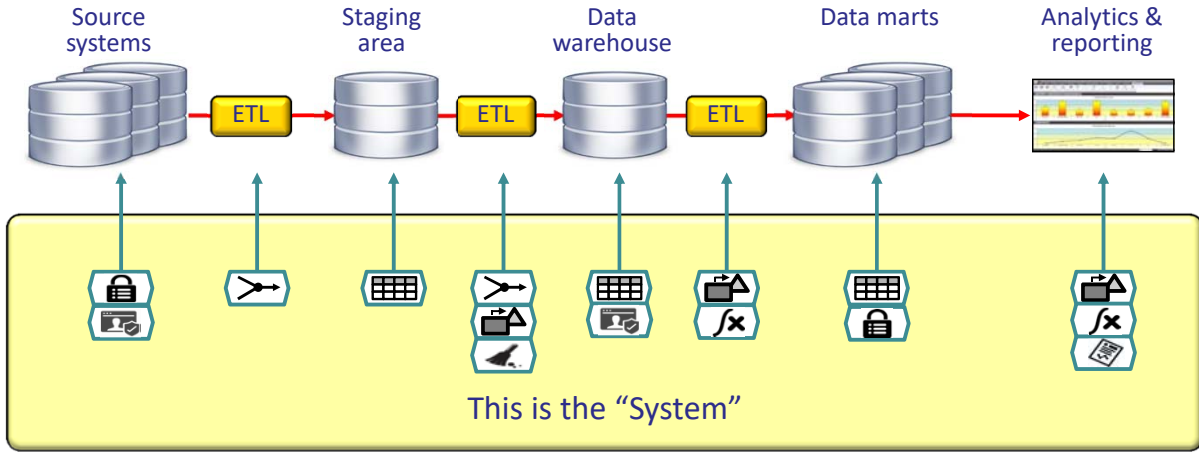 Source
systems
Staging
area
Data
warehouse
Data marts
Analytics &
reporting
ETL
ETL
ETL
This is the “System”